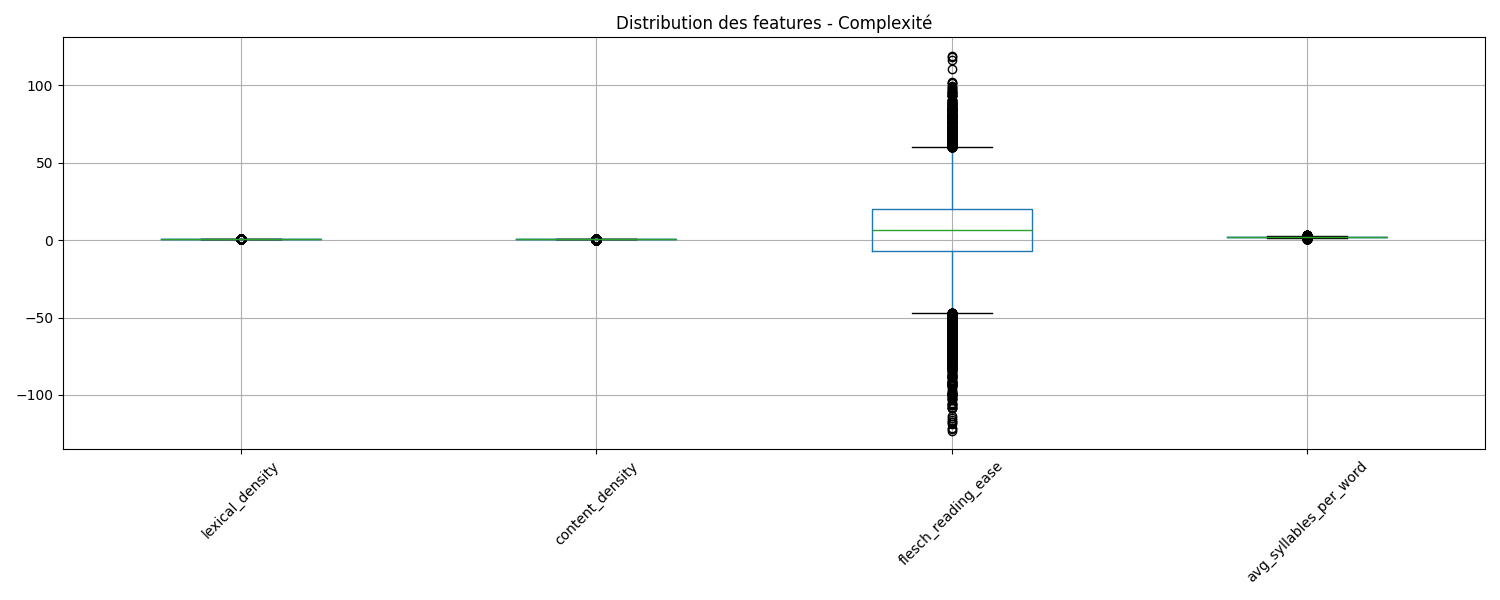 Distribution des features - Complexité
100
50
0
−50
−100
lexical_density
content_density
flesch_reading_ease
avg_syllables_per_word